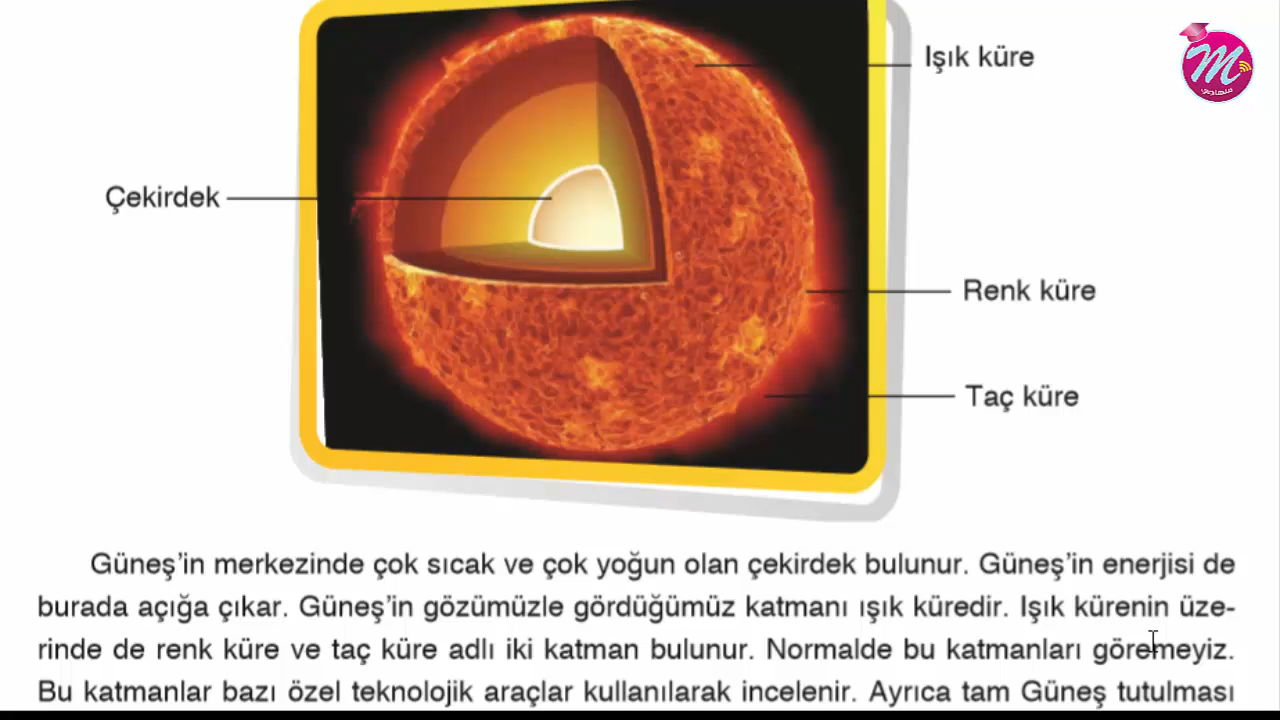 Işık küre
Çekirdek
Renk küre
Taç küre
Güneş’in merkezinde çok sıcak ve çok yoğun olan çekirdek bulunur. Güneş’in enerjisi de
burada açığa çıkar. Güneş’in gözümüzle gördüğümüz katmanı ışık küredir. Işık kürenin üze-
rinde de renk küre ve taç küre adlı iki katman bulunur. Normalde bu katmanları göremeyiz.
Bu katmanlar bazı özel teknolojik araçlar kullanılarak incelenir. Ayrıca tam Güneş tutulması
M
منهاجي